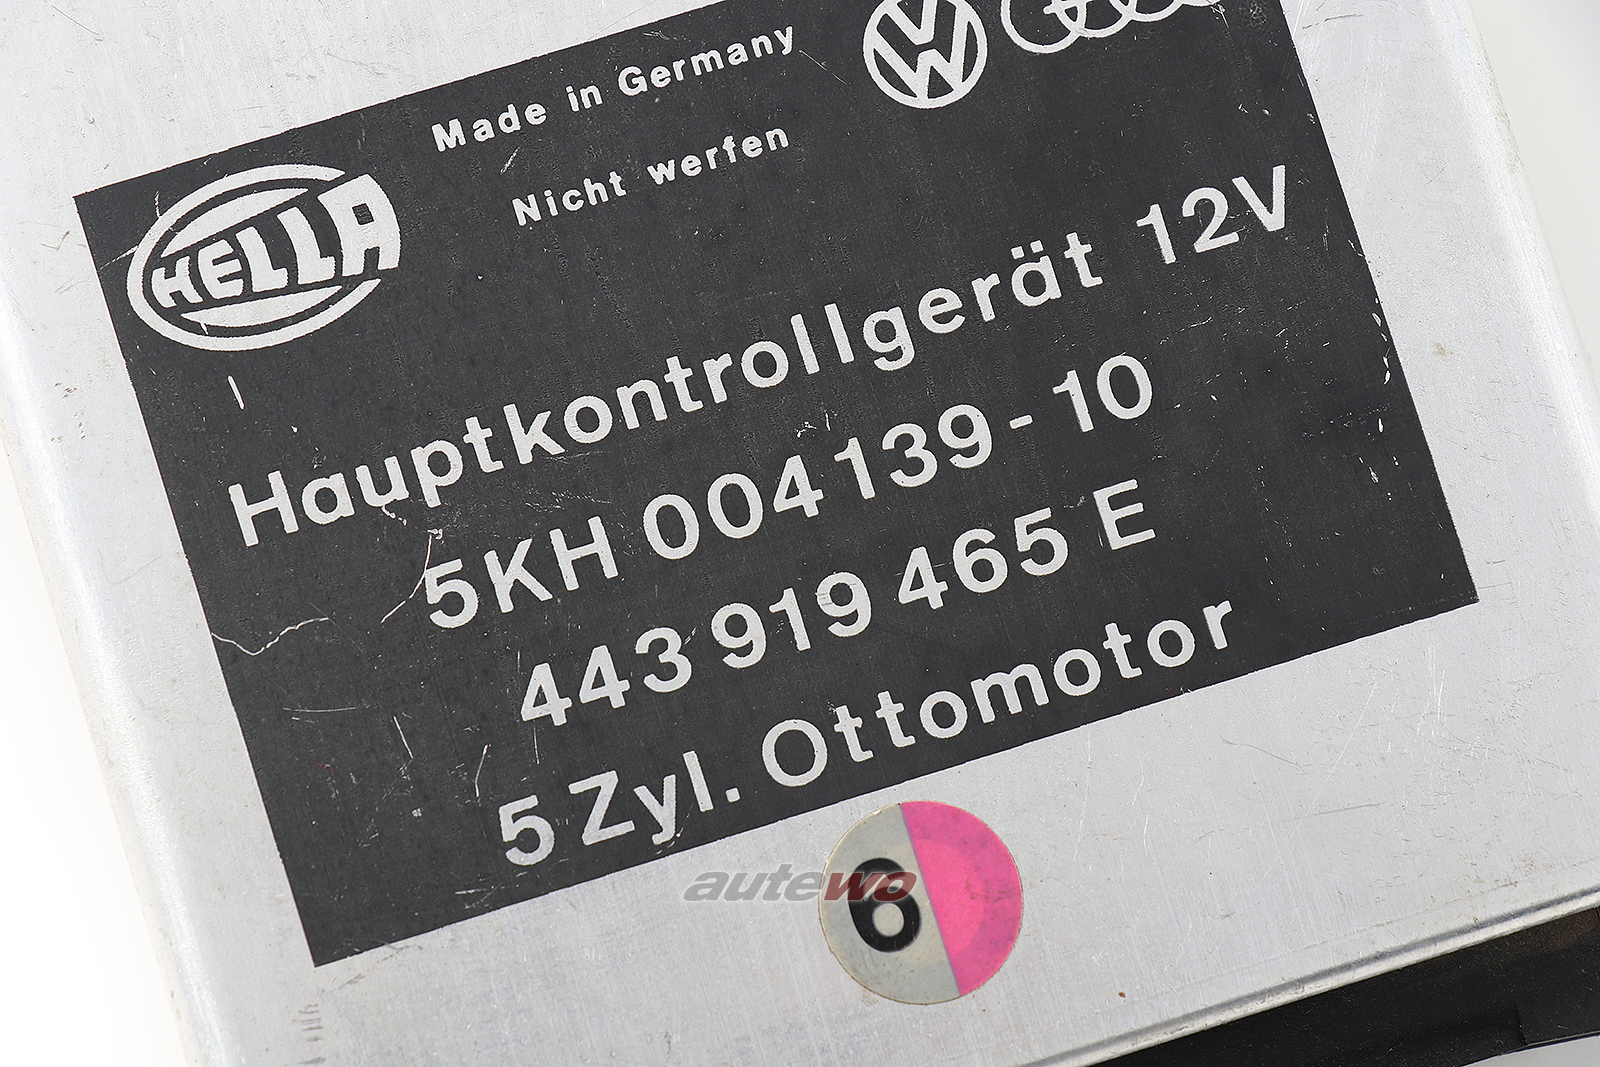 Made in Germany
Nicht werfen
HELLA
VW
Hauptkontrollgerät 12V
5KH 004139-10
443 919 465 E
5 Zyl. Ottomotor
6
autewo